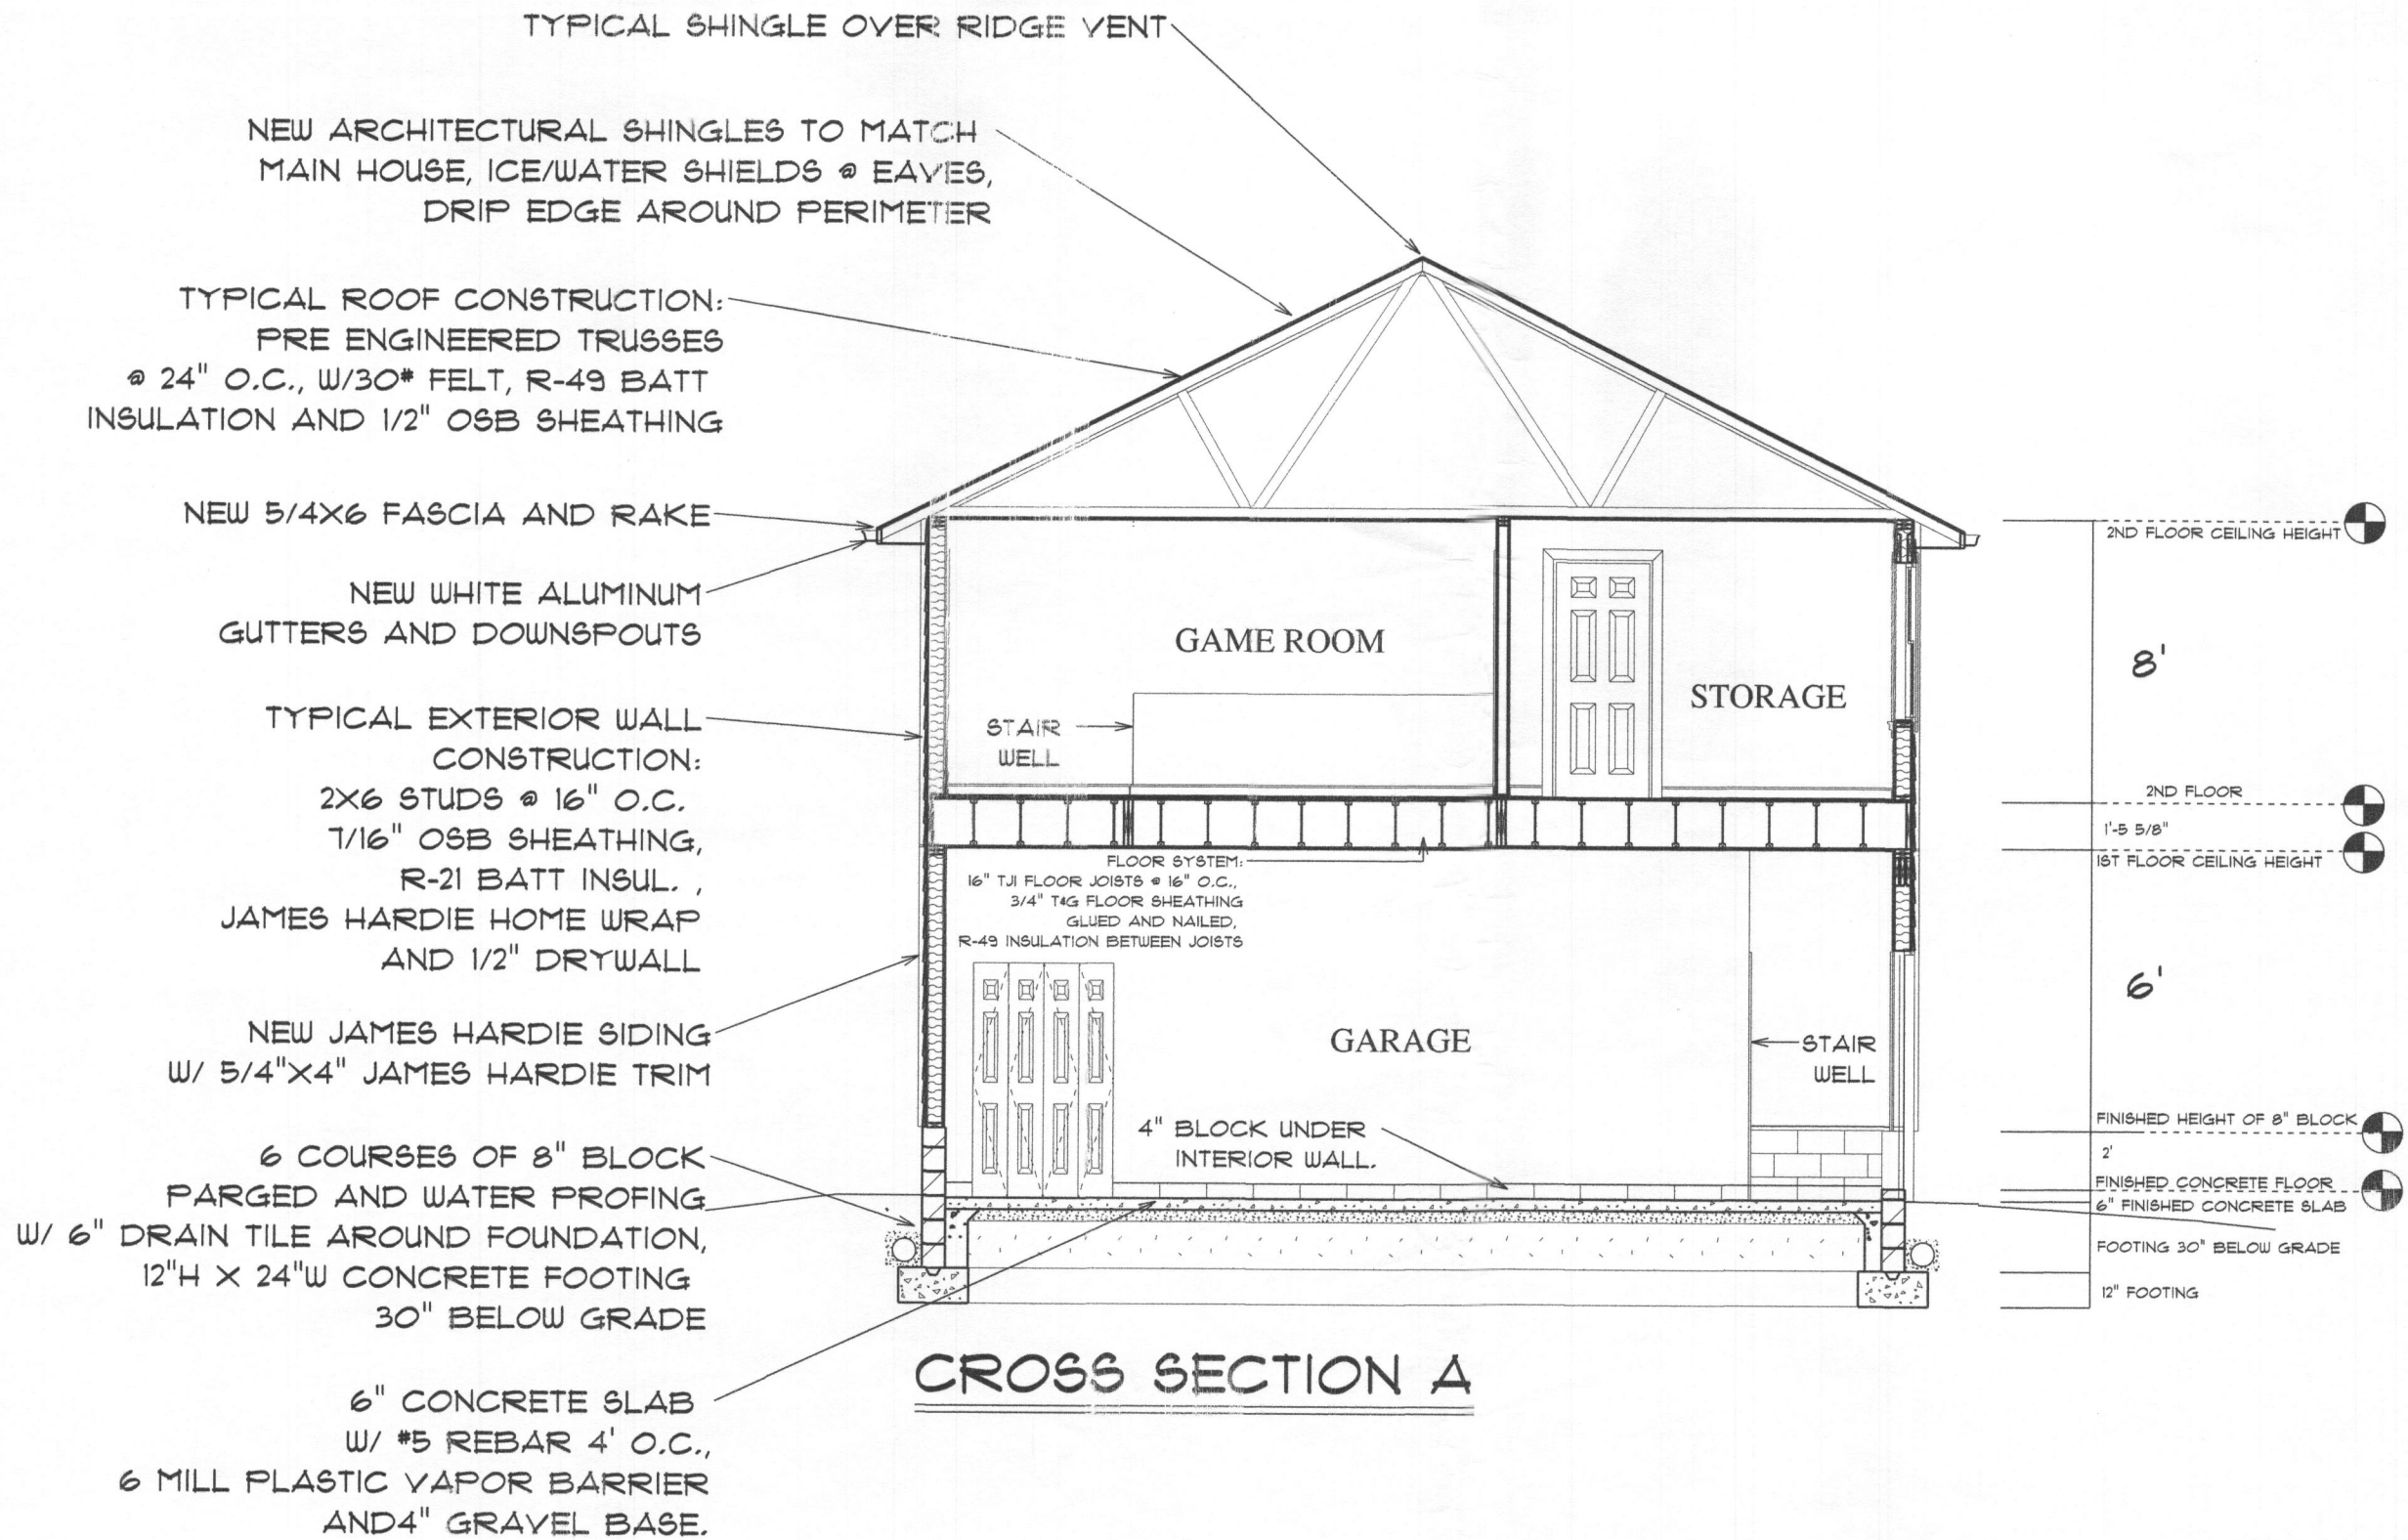 TYPICAL SHINGLE OVER RIDGE VENT
NEW ARCHITECTURAL SHINGLES TO MATCH
MAIN HOUSE, ICE/WATER SHIELDS @ EAVES,
DRIP EDGE AROUND PERIMETER
TYPICAL ROOF CONSTRUCTION:
PRE ENGINEERED TRUSSES
@ 24" O.C., W/30# FELT, R-49 BATT
INSULATION AND 1/2" OSB SHEATHING
NEW 5/4X6 FASCIA AND RAKE
NEW WHITE ALUMINUM
GUTTERS AND DOWNSPOUTS
TYPICAL EXTERIOR WALL
CONSTRUCTION:
2X6 STUDS @ 16" O.C.
7/16" OSB SHEATHING,
R-21 BATT INSUL. ,
JAMES HARDIE HOME WRAP
AND 1/2" DRYWALL
NEW JAMES HARDIE SIDING
W/ 5/4"X4" JAMES HARDIE TRIM
6 COURSES OF 8" BLOCK
PARGED AND WATER PROFING
W/ 6" DRAIN TILE AROUND FOUNDATION,
12"H X 24"W CONCRETE FOOTING
30" BELOW GRADE
6" CONCRETE SLAB
W/ #5 REBAR 4' O.C.,
6 MILL PLASTIC VAPOR BARRIER
AND4" GRAVEL BASE.
GAME ROOM
STORAGE
STAIR
WELL
FLOOR SYSTEM:
16" TJI FLOOR JOISTS @ 16" O.C.,
3/4" T&G FLOOR SHEATHING
GLUED AND NAILED,
R-49 INSULATION BETWEEN JOISTS
GARAGE
STAIR
WELL
4" BLOCK UNDER
INTERIOR WALL.
2ND FLOOR CEILING HEIGHT
8'
2ND FLOOR
1'-5 5/8"
1ST FLOOR CEILING HEIGHT
6'
FINISHED HEIGHT OF 8" BLOCK
2'
FINISHED CONCRETE FLOOR
6" FINISHED CONCRETE SLAB
FOOTING 30" BELOW GRADE
12" FOOTING
CROSS SECTION A